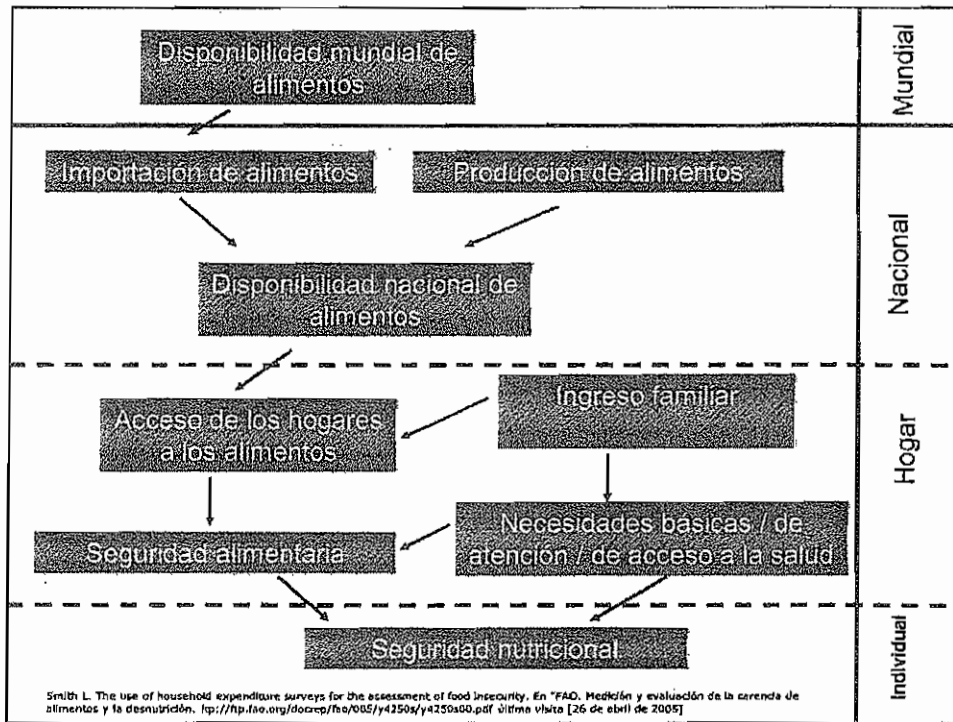 Disponibilidad mundial de
alimentos
Mundial
Importación de alimentos
Producción de alimentos
Disponibilidad nacional de
alimentos
Nacional
Acceso de los hogares
a los alimentos
Ingreso familiar
Seguridad alimentaria
Necesidades básicas / de
atención / de acceso a la salud
Hogar
Seguridad nutricional
Individual
Smith L. The use of household expenditure surveys for the assessment of food insecurity. En "FAO. Medición y evaluación de la carencia de
alimentos y la desnutrición. ftp://ftp.fao.org/docrep/fao/005/y4250s/y4250s00.pdf última visita [26 de abril de 2005]